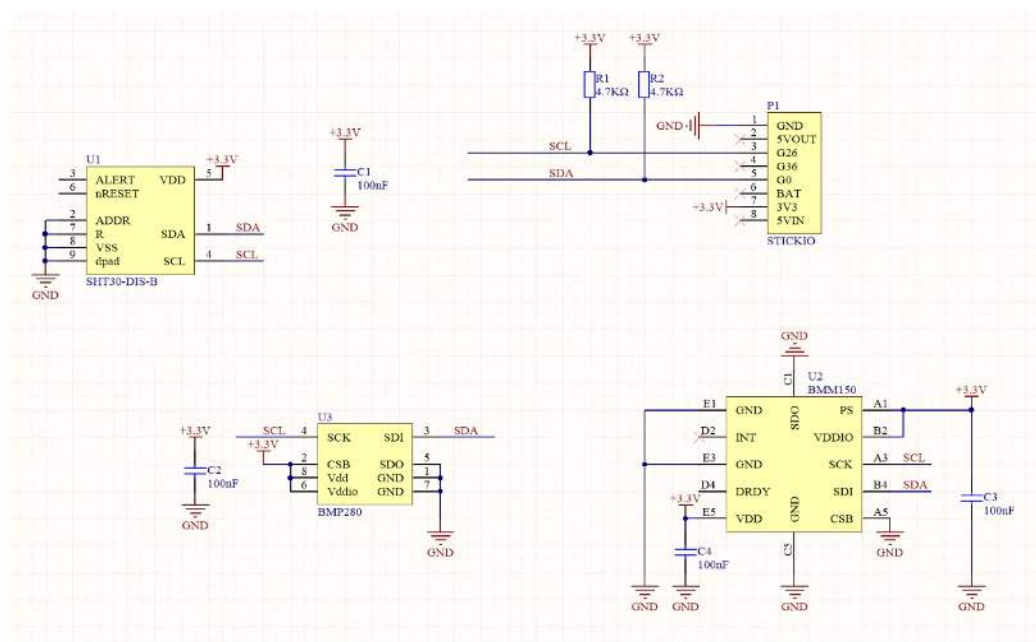 +3.3V
+3.3V
R1
4.7KΩ
R2
4.7KΩ
P1
GND
1
GND
2
5VOUT
SCL
3
G26
4
G36
SDA
5
G0
6
BAT
+3.3V
7
3V3
8
5VIN
STICKIO
+3.3V
C1
100nF
GND
U1
+3.3V
3
ALERT
VDD
5
6
nRESET
2
ADDR
7
R
SDA
1
SDA
8
VSS
9
dpad
SCL
4
SCL
SHT30-DIS-B
GND
+3.3V
C2
100nF
GND
U3
SCL
4
SCK
SDI
3
SDA
+3.3V
2
CSB
SDO
5
8
Vdd
GND
1
6
Vddio
GND
7
BMP280
GND
GND
C1
U2
BMM150
+3.3V
E1
GND
SDO
PS
A1
D2
INT
VDDIO
B2
E3
GND
SCK
A3
SCL
D4
DRDY
SDI
B4
SDA
+3.3V
E5
VDD
GND
CSB
A5
GND
C4
100nF
C5
C3
100nF
GND
GND
GND
GND